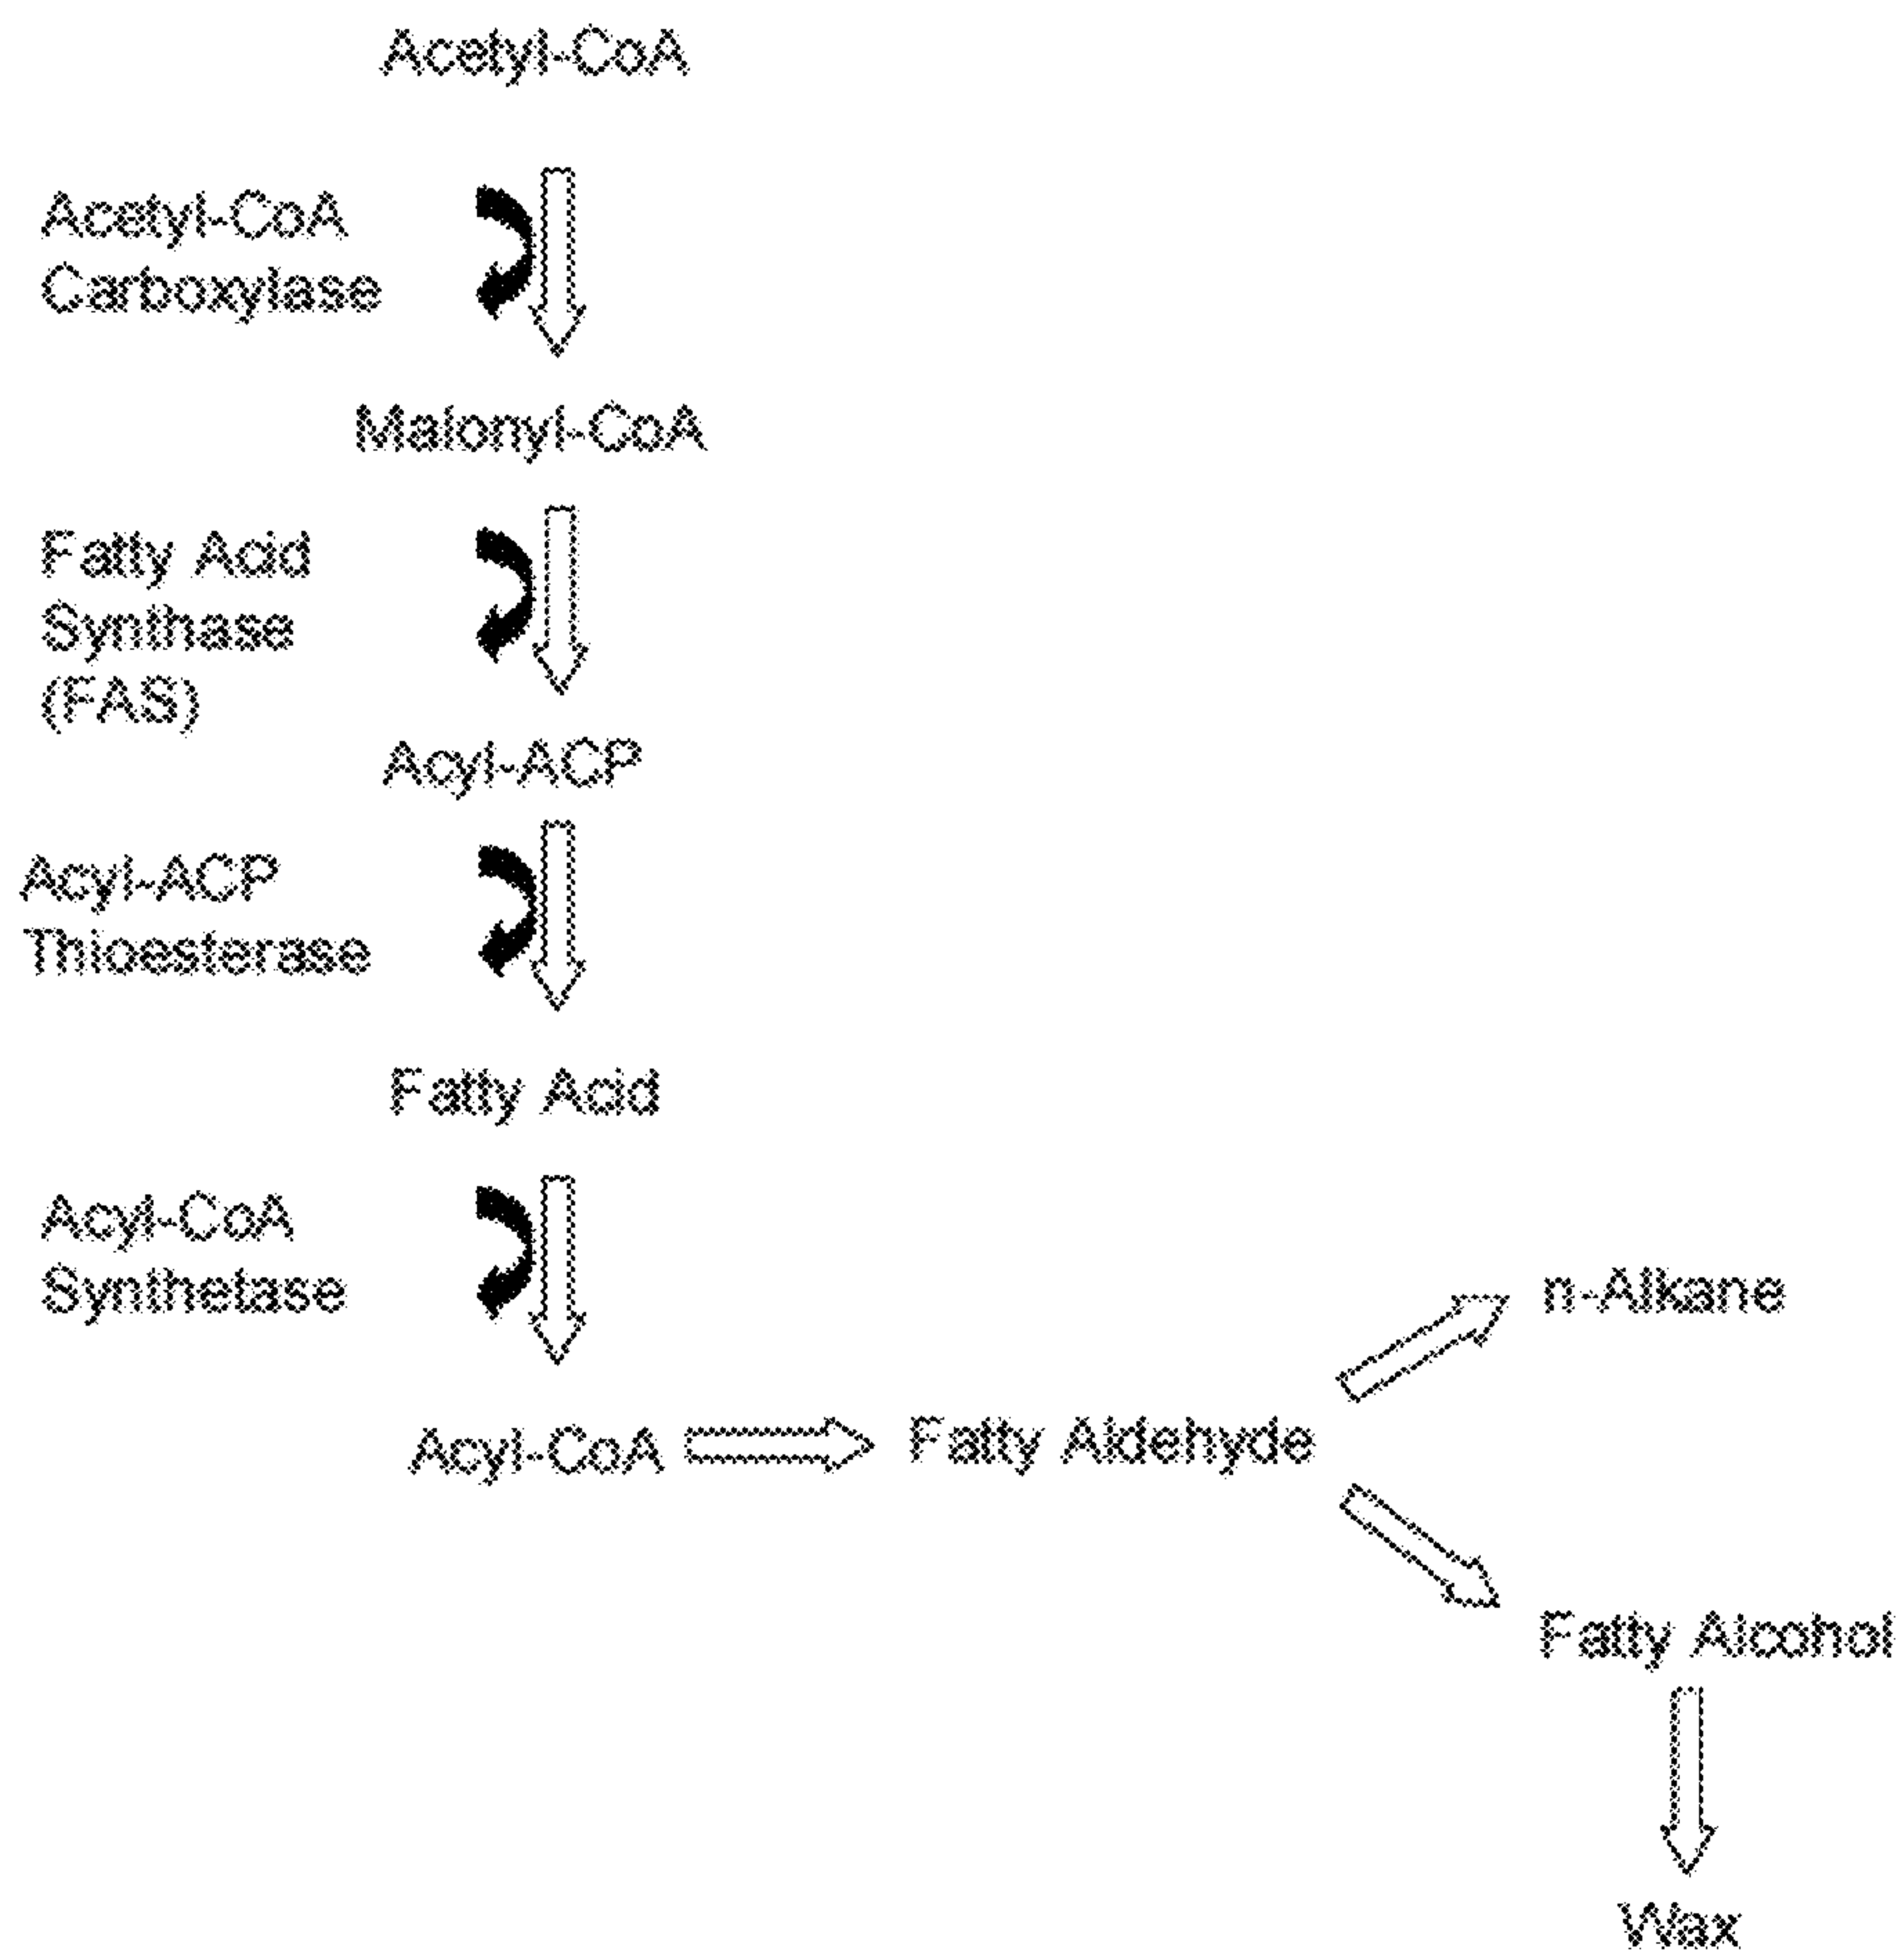 Acetyl-CoA
Acetyl-CoA
Carboxylase
Malonyl-CoA
Fatty Acid
Synthase
(FAS)
Acyl-ACP
Acyl-ACP
Thioesterase
Fatty Acid
Acyl-CoA
Synthetase
n-Alkane
Acyl-CoA
Fatty Aldehyde
Fatty Alcohol
Wax